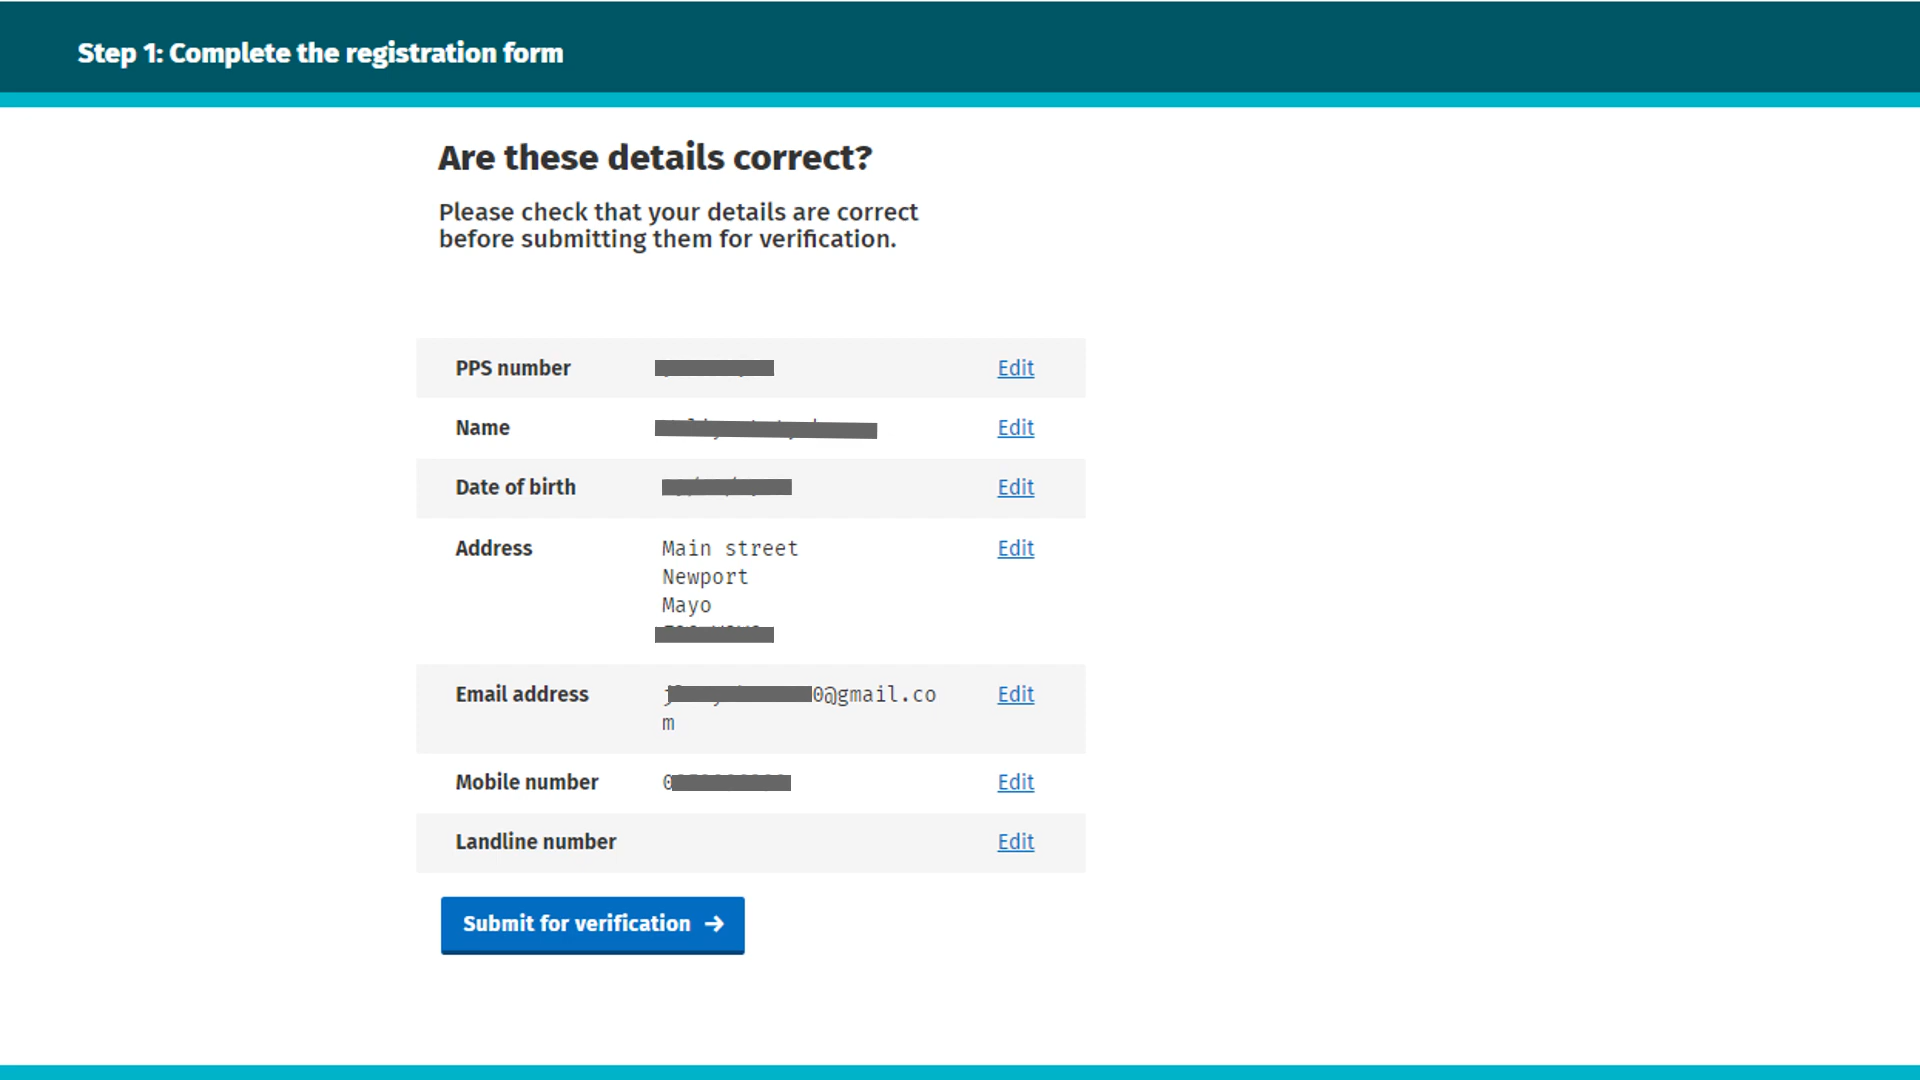 Step 1: Complete the registration form
Are these details correct?
Please check that your details are correct
before submitting them for verification.
PPS number Edit
Name Edit
Date of birth Edit
Address Main street Edit
Newport
Mayo
Email address 0@gmail.co Edit
m
Mobile number 0 Edit
Landline number Edit
Submit for verification →